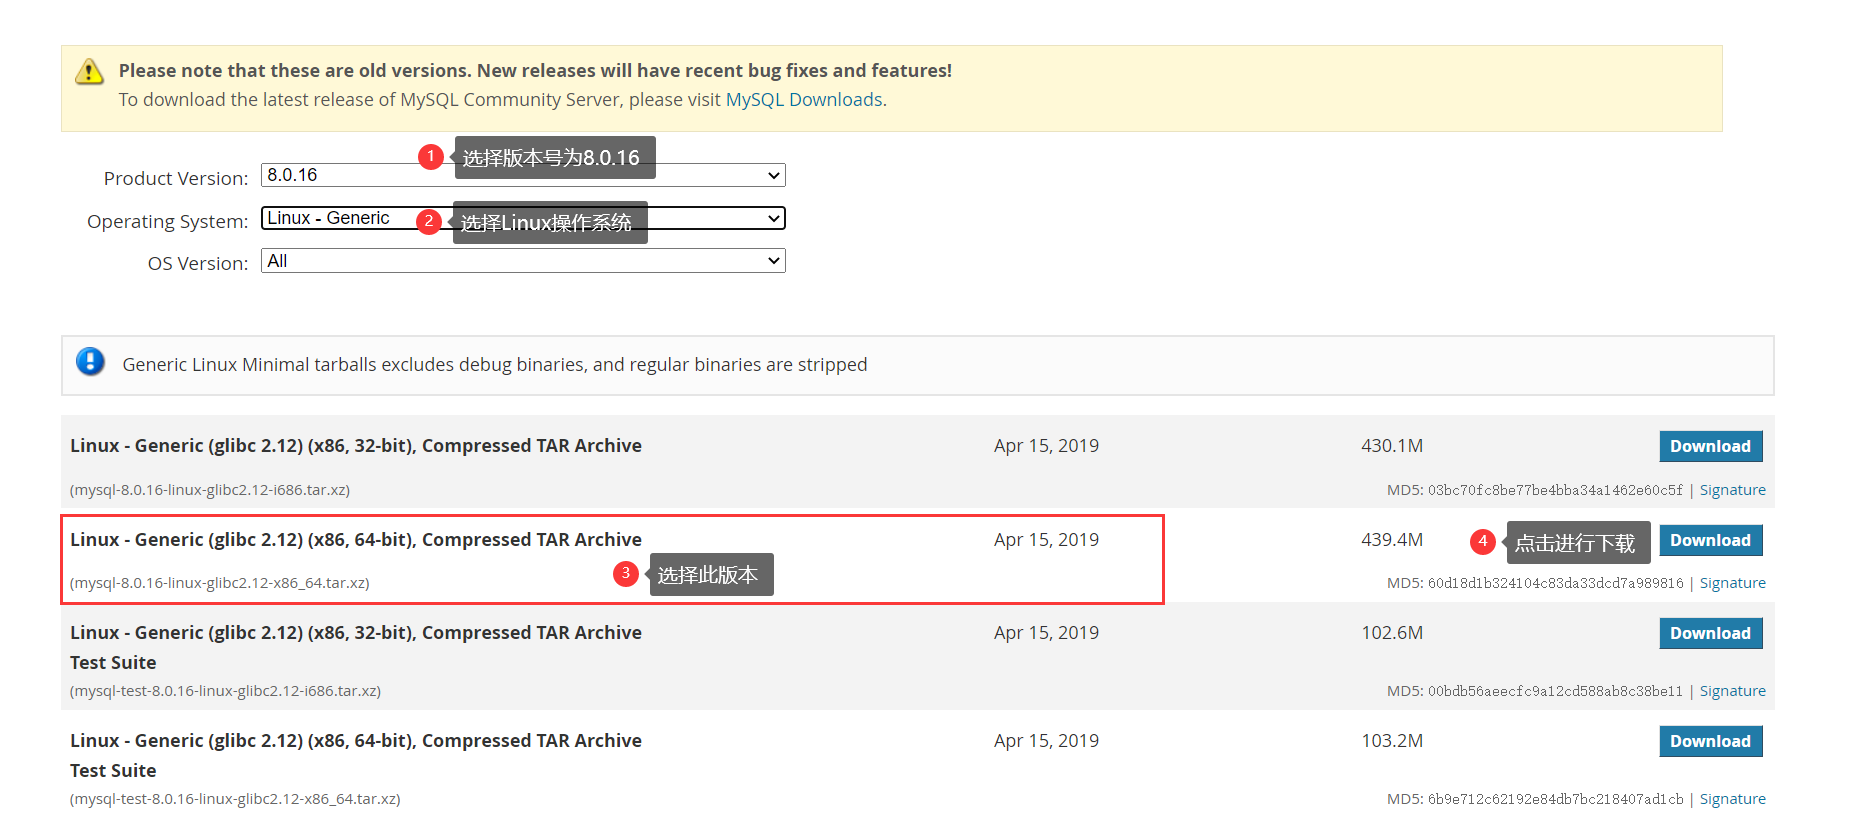 Please note that these are old versions. New releases will have recent bug fixes and features!
To download the latest release of MySQL Community Server, please visit MySQL Downloads.
1 选择版本号为8.0.16
Product Version: 8.0.16
Operating System: Linux - Generic 2 选择Linux操作系统
OS Version: All
Generic Linux Minimal tarballs excludes debug binaries, and regular binaries are stripped
Linux - Generic (glibc 2.12) (x86, 32-bit), Compressed TAR Archive Apr 15, 2019 430.1M Download
(mysql-8.0.16-linux-glibc2.12-i686.tar.xz) MD5: 03bc70fc8be77be4bba34a1462e60c5f | Signature
Linux - Generic (glibc 2.12) (x86, 64-bit), Compressed TAR Archive Apr 15, 2019 439.4M 4 点击进行下载 Download
(mysql-8.0.16-linux-glibc2.12-x86_64.tar.xz) 3 选择此版本 MD5: 60d18d1b324104c83da33dcd7a989816 | Signature
Linux - Generic (glibc 2.12) (x86, 32-bit), Compressed TAR Archive Apr 15, 2019 102.6M Download
Test Suite
(mysql-test-8.0.16-linux-glibc2.12-i686.tar.xz) MD5: 00bdb56aeecfc9a12cd588ab8c38be11 | Signature
Linux - Generic (glibc 2.12) (x86, 64-bit), Compressed TAR Archive Apr 15, 2019 103.2M Download
Test Suite
(mysql-test-8.0.16-linux-glibc2.12-x86_64.tar.xz) MD5: 6b9e712c62192e84db7bc218407ad1cb | Signature